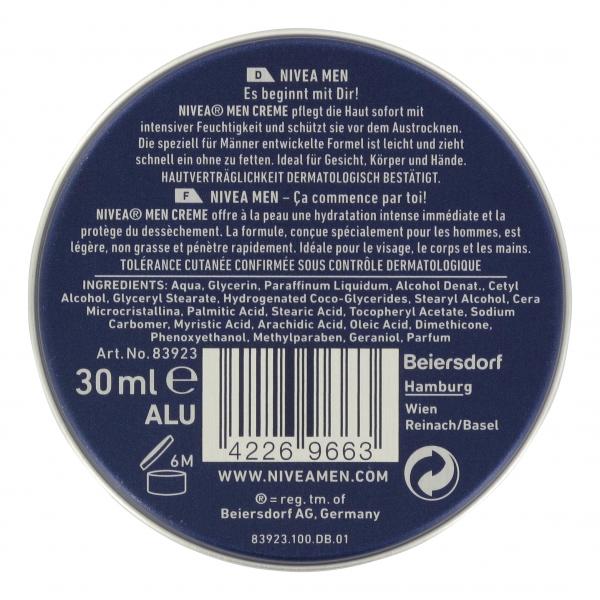 D NIVEA MEN
Es beginnt mit Dir!
NIVEA® MEN CREME pflegt die Haut sofort mit
intensiver Feuchtigkeit und schützt sie vor dem Austrocknen.
Die speziell für Männer entwickelte Formel ist leicht und zieht
schnell ein ohne zu fetten. Ideal für Gesicht, Körper und Hände.
HAUTVERTRÄGLICHKEIT DERMATOLOGISCH BESTÄTIGT.
F NIVEA MEN – Ça commence par toi!
NIVEA® MEN CREME offre à la peau une hydratation intense immédiate et la
protège du dessèchement. La formule, conçue spécialement pour les hommes, est
légère, non grasse et pénètre rapidement. Idéale pour le visage, le corps et les mains.
TOLÉRANCE CUTANÉE CONFIRMÉE SOUS CONTRÔLE DERMATOLOGIQUE
INGREDIENTS: Aqua, Glycerin, Paraffinum Liquidum, Alcohol Denat., Cetyl
Alcohol, Glyceryl Stearate, Hydrogenated Coco-Glycerides, Stearyl Alcohol, Cera
Microcristallina, Palmitic Acid, Stearic Acid, Tocopheryl Acetate, Sodium
Carbomer, Myristic Acid, Arachidic Acid, Oleic Acid, Dimethicone,
Phenoxyethanol, Methylparaben, Geraniol, Parfum
Art. No. 83923
30 ml ℮
ALU
6M
4226 9663
Beiersdorf
Hamburg
Wien
Reinach/Basel
WWW.NIVEAMEN.COM
® = reg. tm. of
Beiersdorf AG, Germany
83923.100.DB.01